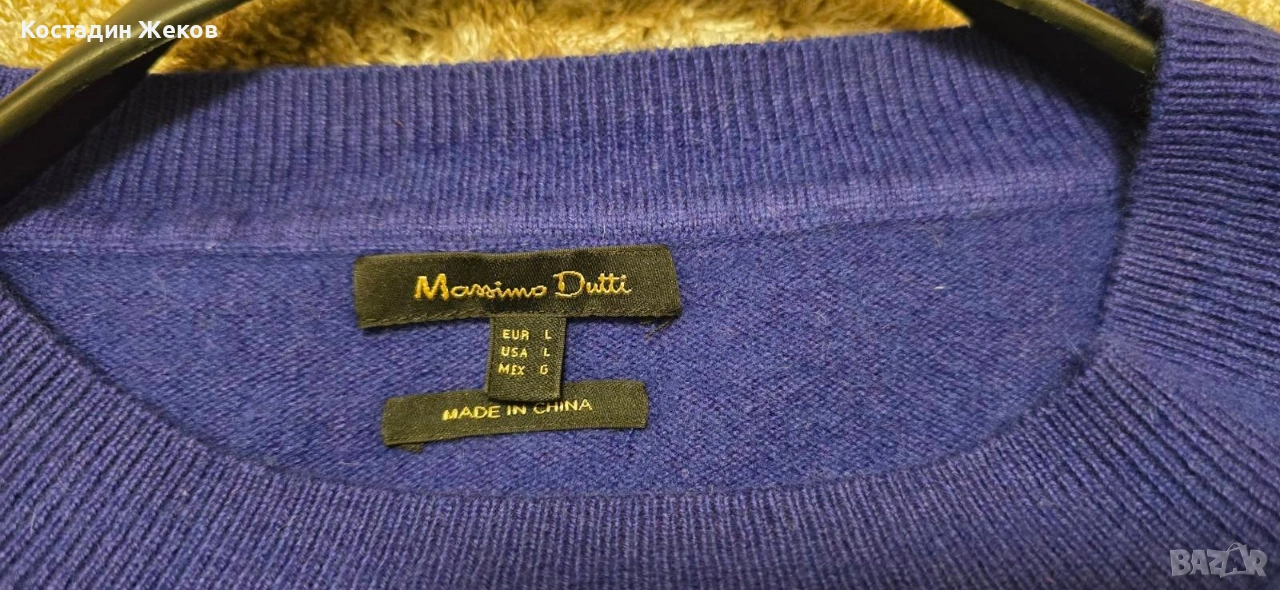 Костадин Жеков
Massimo Dutti
EUR L
USA L
MEX G
MADE IN CHINA
BAZAR